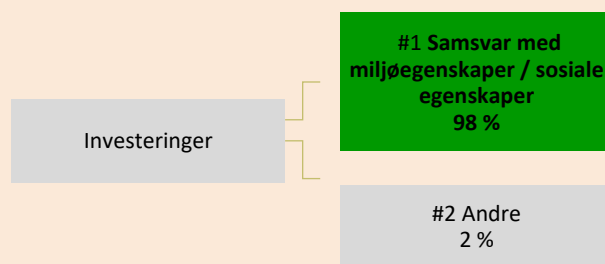 #1 Samsvar med
miljøegenskaper / sosiale
egenskaper
98 %
Investeringer
#2 Andre
2 %